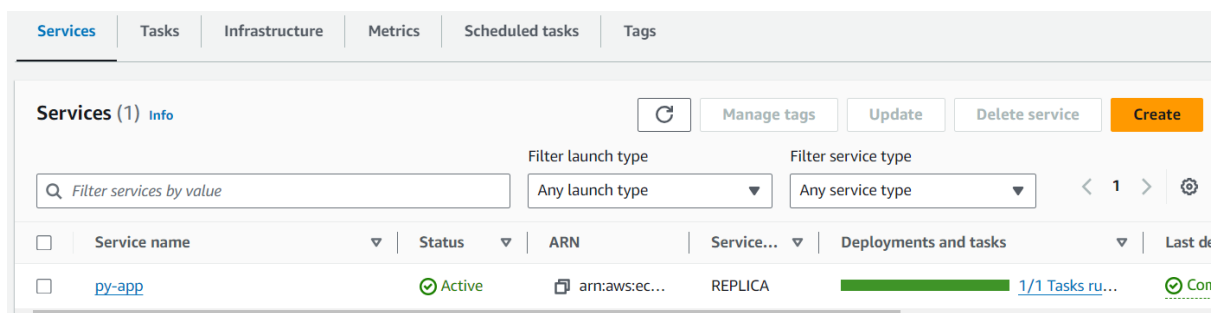 Services Tasks Infrastructure Metrics Scheduled tasks Tags
Services (1) Info Manage tags Update Delete service Create
Filter launch type Filter service type
Filter services by value Any launch type Any service type 1
Service name Status ARN Service... Deployments and tasks Last de
py-app Active arn:aws:ec... REPLICA 1/1 Tasks ru... Com